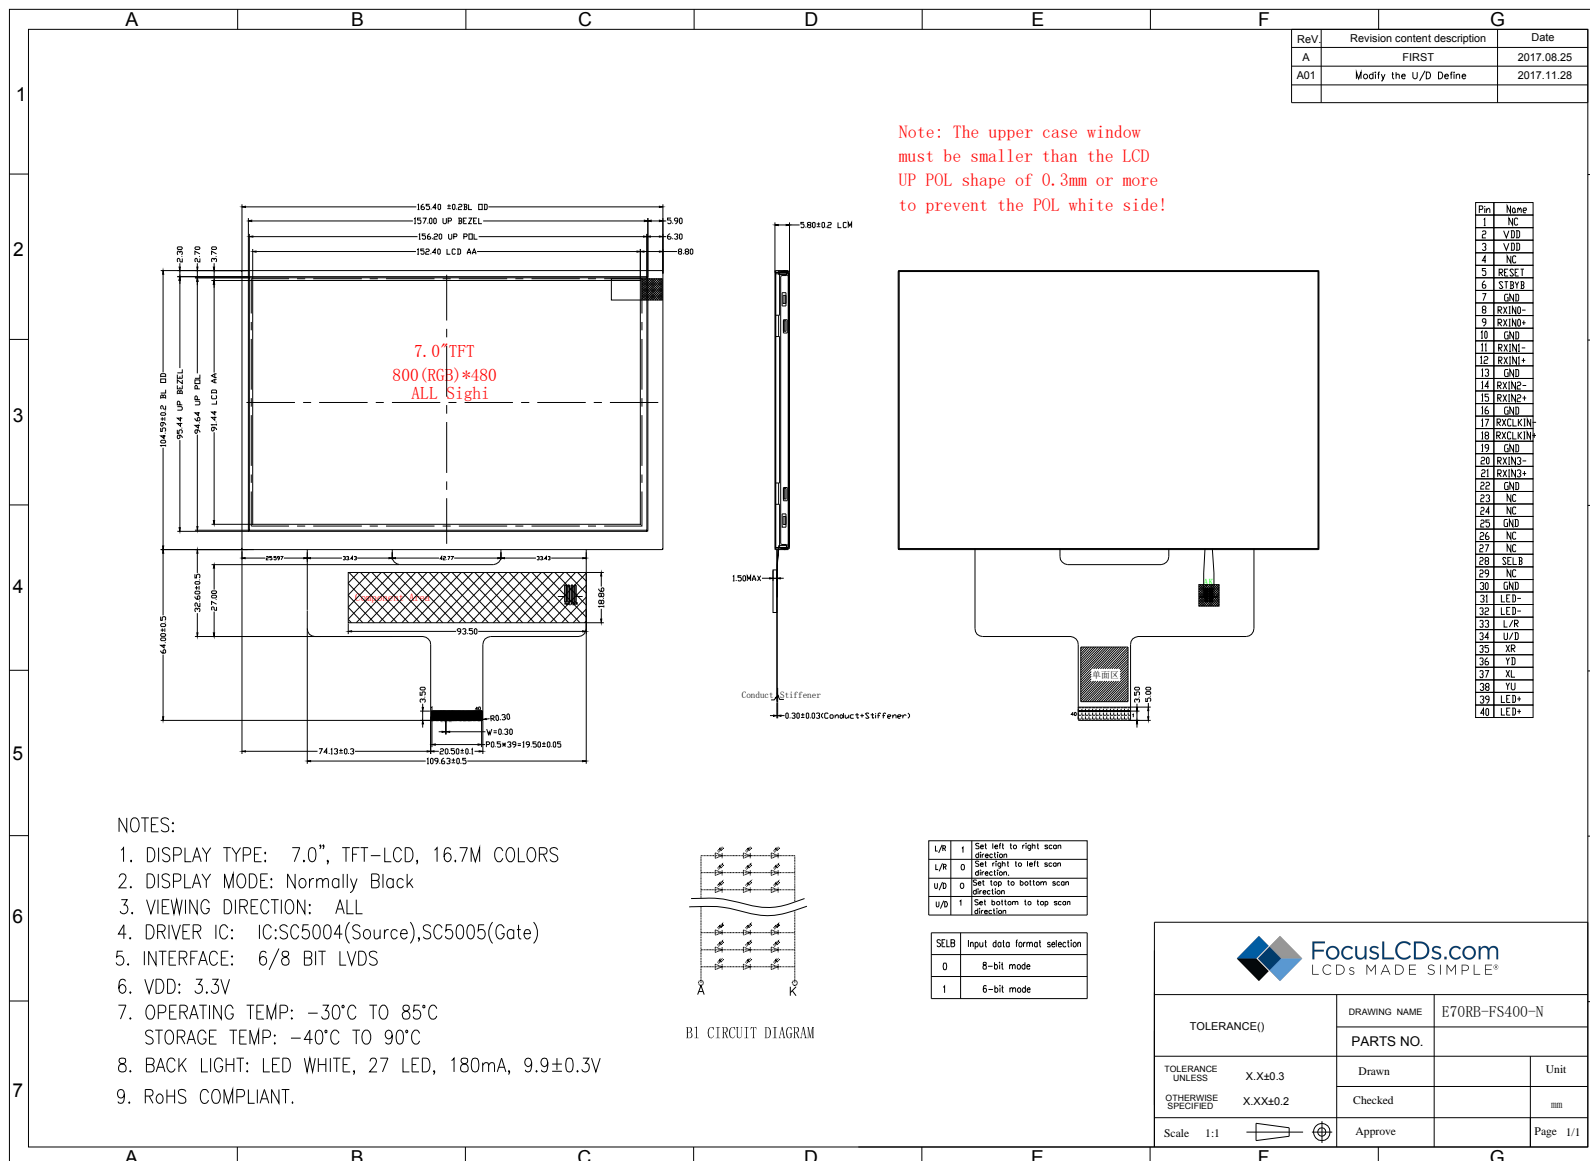 A B C D E F G
ReV. Revision content description Date
A FIRST 2017.08.25
A01 Modify the U/D Define 2017.11.28
1
2
3
4
5
6
7
Note: The upper case window
must be smaller than the LCD
UP POL shape of 0.3mm or more
to prevent the POL white side!
165.40 ±0.2BL OD
157.00 UP BEZEL
5.90
156.20 UP POL
6.30
152.40 LCD AA
8.80
2.30
2.70
3.70
104.59±0.2 BL OD
95.44 UP BEZEL
94.64 UP POL
91.44 LCD AA
7.0"TFT
800(RGB)*480
ALL Sighi
25.597 33.43 42.77 33.43
64.00±0.5
32.60±0.5
27.00
Component Area
18.86
93.50
3.50
R0.30
W=0.30
P0.5*39=19.50±0.05
74.13±0.3
20.50±0.1
109.63±0.5
5.80±0.2 LCM
1.50MAX
Conduct Stiffener
0.30±0.03(Conduct+Stiffener)
单面区
40
3.50
5.00
Pin Name
1 NC
2 VDD
3 VDD
4 NC
5 RESET
6 STBYB
7 GND
8 RXIN0-
9 RXIN0+
10 GND
11 RXIN1-
12 RXIN1+
13 GND
14 RXIN2-
15 RXIN2+
16 GND
17 RXCLKIN-
18 RXCLKIN+
19 GND
20 RXIN3-
21 RXIN3+
22 GND
23 NC
24 NC
25 GND
26 NC
27 NC
28 SELB
29 NC
30 GND
31 LED-
32 LED-
33 L/R
34 U/D
35 XR
36 YD
37 XL
38 YU
39 LED+
40 LED+
NOTES:
1. DISPLAY TYPE: 7.0", TFT-LCD, 16.7M COLORS
2. DISPLAY MODE: Normally Black
3. VIEWING DIRECTION: ALL
4. DRIVER IC: IC:SC5004(Source),SC5005(Gate)
5. INTERFACE: 6/8 BIT LVDS
6. VDD: 3.3V
7. OPERATING TEMP: -30°C TO 85°C
STORAGE TEMP: -40°C TO 90°C
8. BACK LIGHT: LED WHITE, 27 LED, 180mA, 9.9±0.3V
9. RoHS COMPLIANT.
A K
B1 CIRCUIT DIAGRAM
L/R 1 Set left to right scan
direction
L/R 0 Set right to left scan
direction.
U/D 0 Set top to bottom scan
direction
U/D 1 Set bottom to top scan
direction
SELB Input data format selection
0 8-bit mode
1 6-bit mode
FocusLCDs.com
LCDs MADE SIMPLE®
TOLERANCE()
DRAWING NAME E70RB-FS400-N
PARTS NO.
TOLERANCE
UNLESS X.X±0.3
OTHERWISE
SPECIFIED X.XX±0.2
Drawn Unit
Checked mm
Scale 1:1 Approve Page 1/1
A B C D E F G